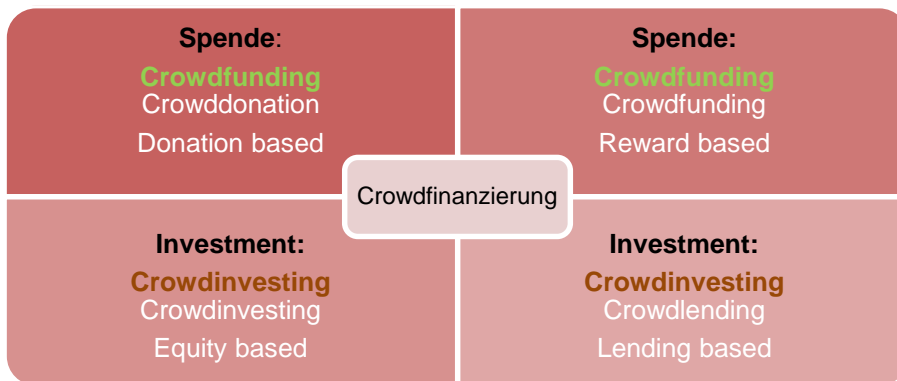 Spende:
Crowdfunding
Crowddonation
Donation based
Spende:
Crowdfunding
Crowdfunding
Reward based
Crowdfinanzierung
Investment:
Crowdinvesting
Crowdinvesting
Equity based
Investment:
Crowdinvesting
Crowdlending
Lending based